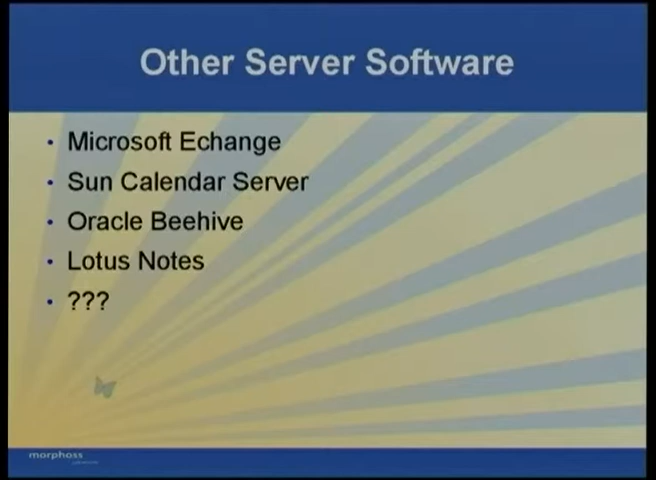 Other Server Software
• Microsoft Echange
• Sun Calendar Server
• Oracle Beehive
• Lotus Notes
• ???
morphoss